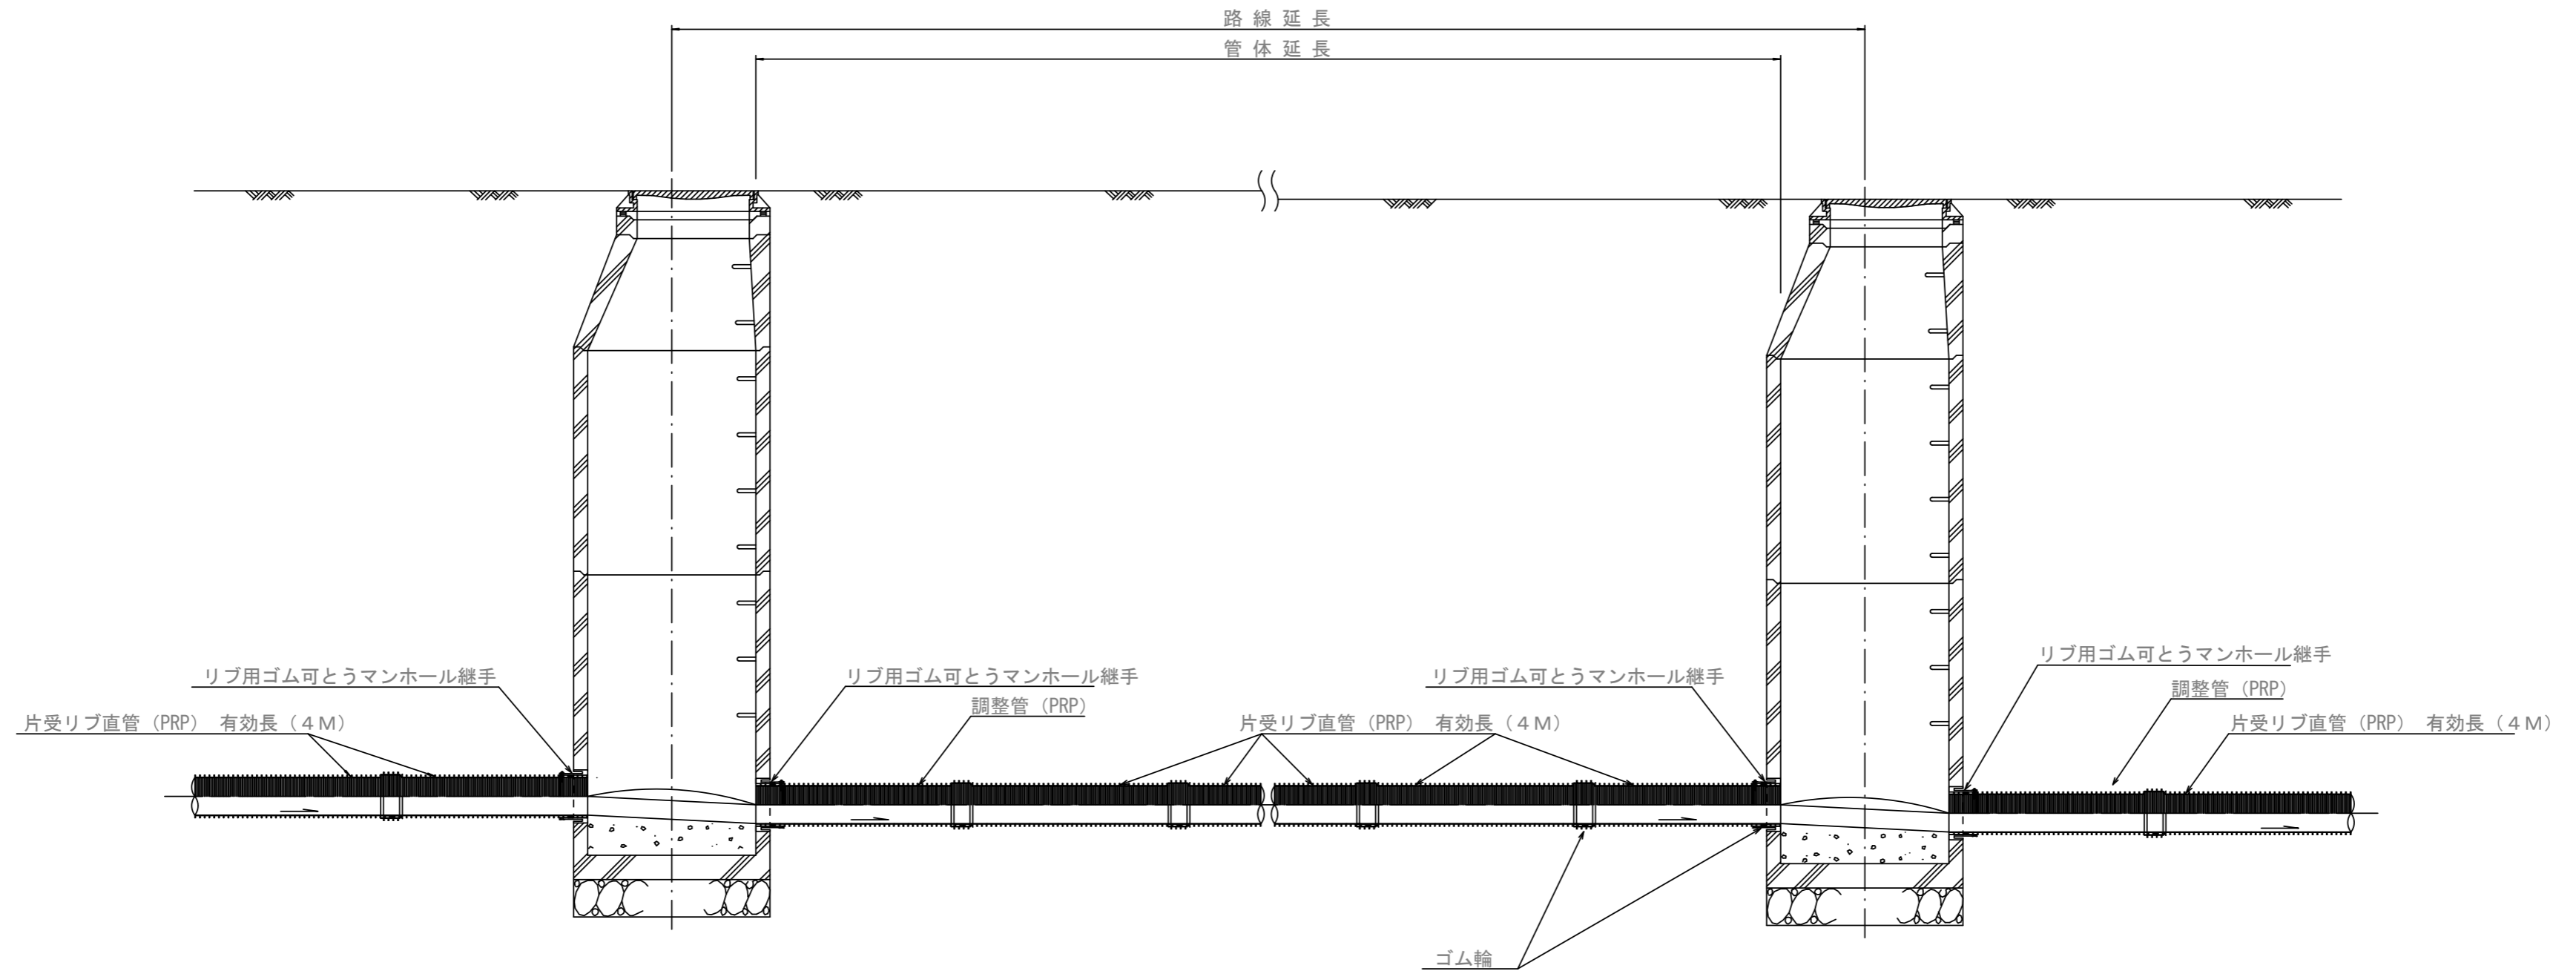 路線延長
管体延長
リブ用ゴム可とうマンホール継手
リブ用ゴム可とうマンホール継手
リブ用ゴム可とうマンホール継手
リブ用ゴム可とうマンホール継手
調整管（PRP）
調整管（PRP）
片受リブ直管（PRP） 有効長（４Ｍ）
片受リブ直管（PRP） 有効長（４Ｍ）
片受リブ直管（PRP） 有効長（４Ｍ）
ゴム輪